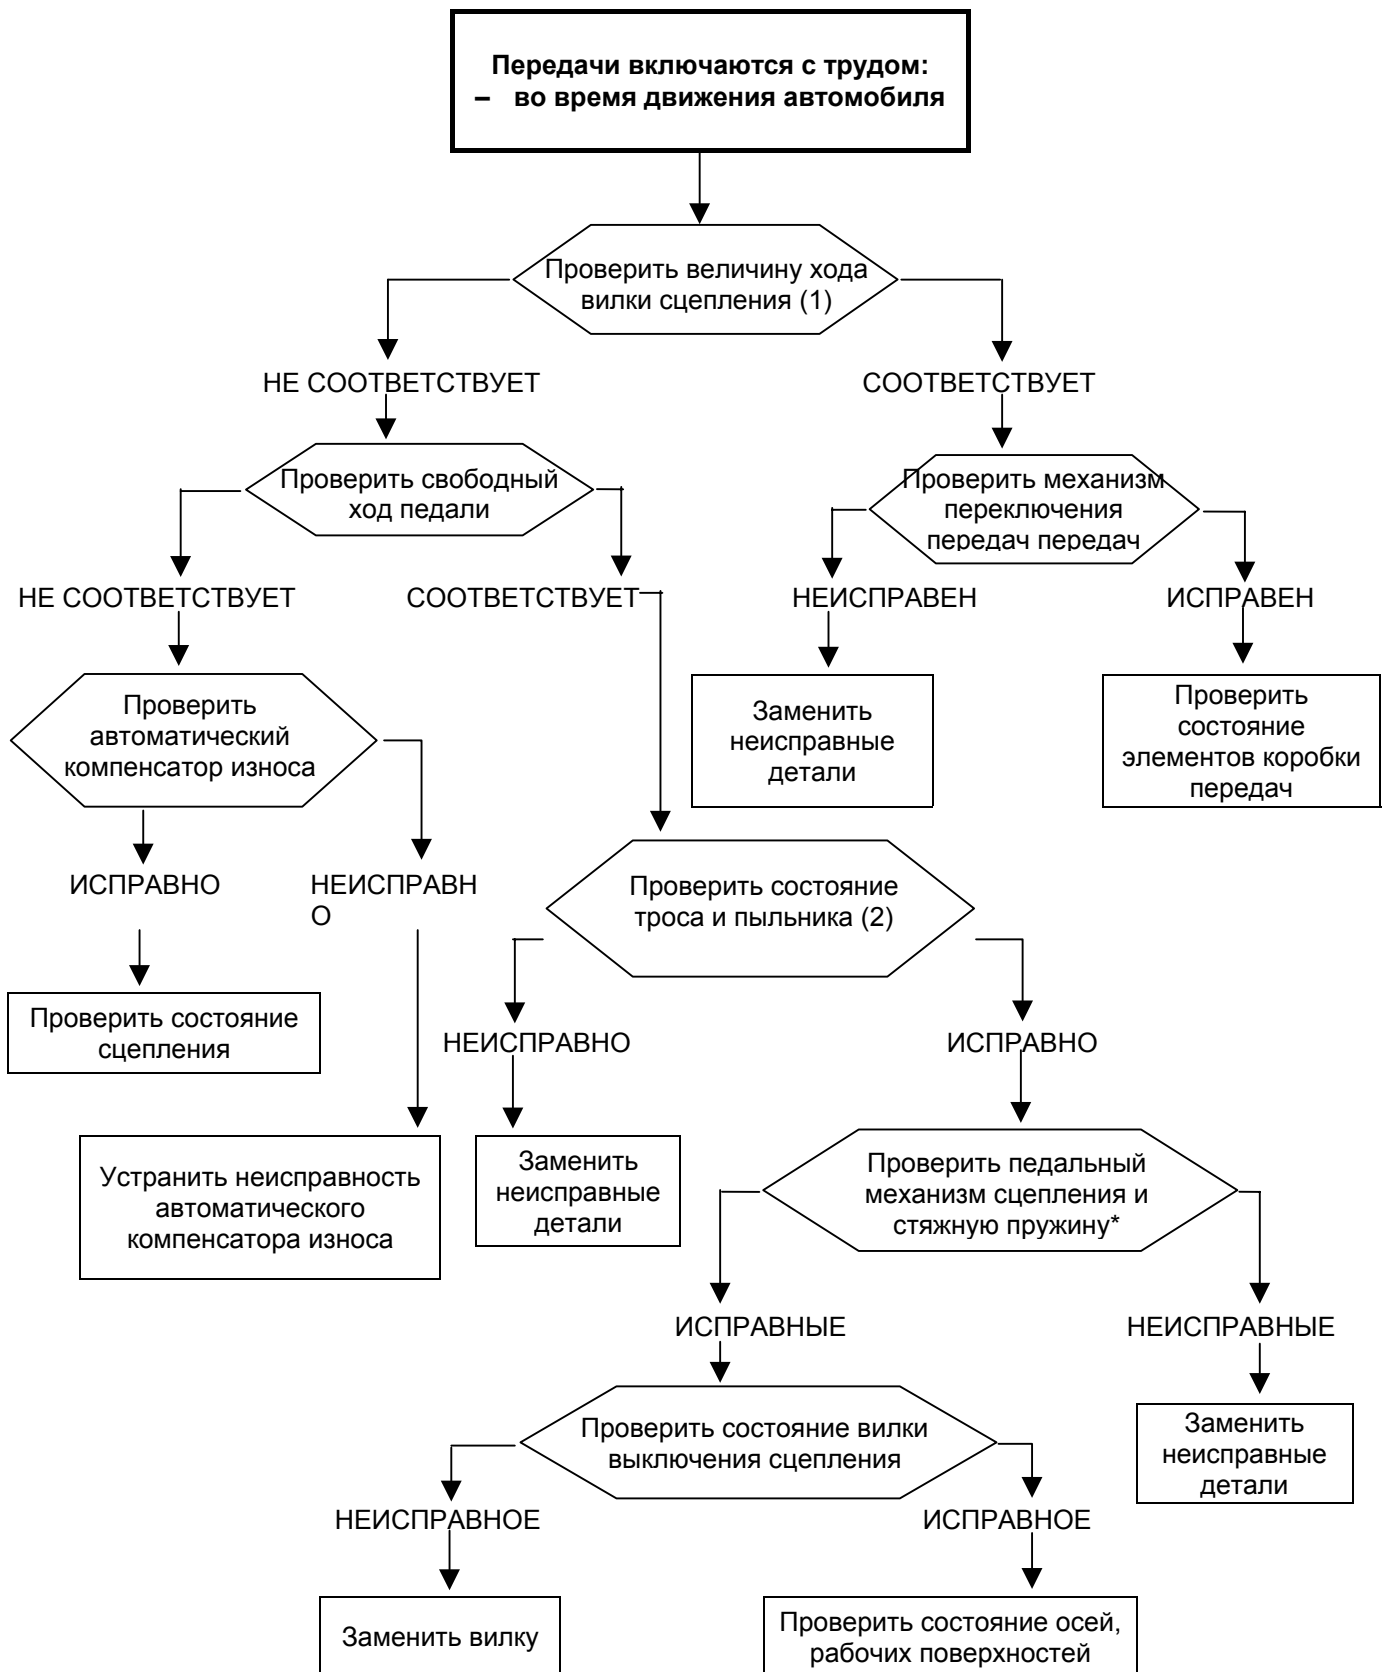 Передачи включаются с трудом:
– во время движения автомобиля
Проверить величину хода
вилки сцепления (1)
НЕ СООТВЕТСТВУЕТ
СООТВЕТСТВУЕТ
Проверить свободный
ход педали
Проверить механизм
переключения
передач передач
НЕ СООТВЕТСТВУЕТ
СООТВЕТСТВУЕТ
НЕИСПРАВЕН
ИСПРАВЕН
Проверить
автоматический
компенсатор износа
Заменить
неисправные
детали
Проверить
состояние
элементов коробки
передач
ИСПРАВНО
НЕИСПРАВН
О
Проверить состояние
троса и пыльника (2)
Проверить состояние
сцепления
НЕИСПРАВНО
ИСПРАВНО
Устранить неисправность
автоматического
компенсатора износа
Заменить
неисправные
детали
Проверить педальный
механизм сцепления и
стяжную пружину*
ИСПРАВНЫЕ
НЕИСПРАВНЫЕ
Проверить состояние вилки
выключения сцепления
Заменить
неисправные
детали
НЕИСПРАВНОЕ
ИСПРАВНОЕ
Заменить вилку
Проверить состояние осей,
рабочих поверхностей